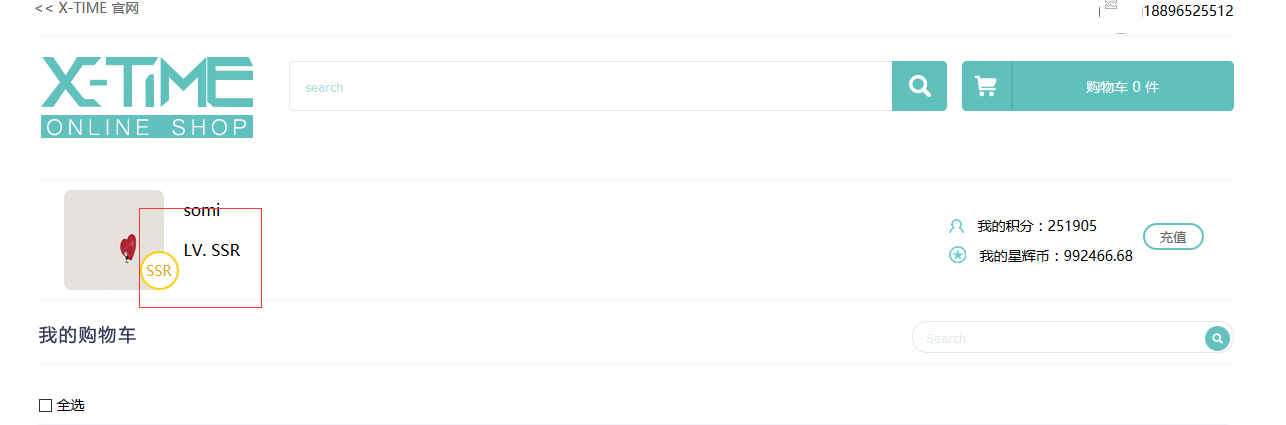 << X-TIME 官网
18896525512
X-TIME
ONLINE SHOP
search
购物车 0 件
somi
LV. SSR
SSR
我的积分：251905
我的星辉币：992466.68
充值
我的购物车
Search
全选